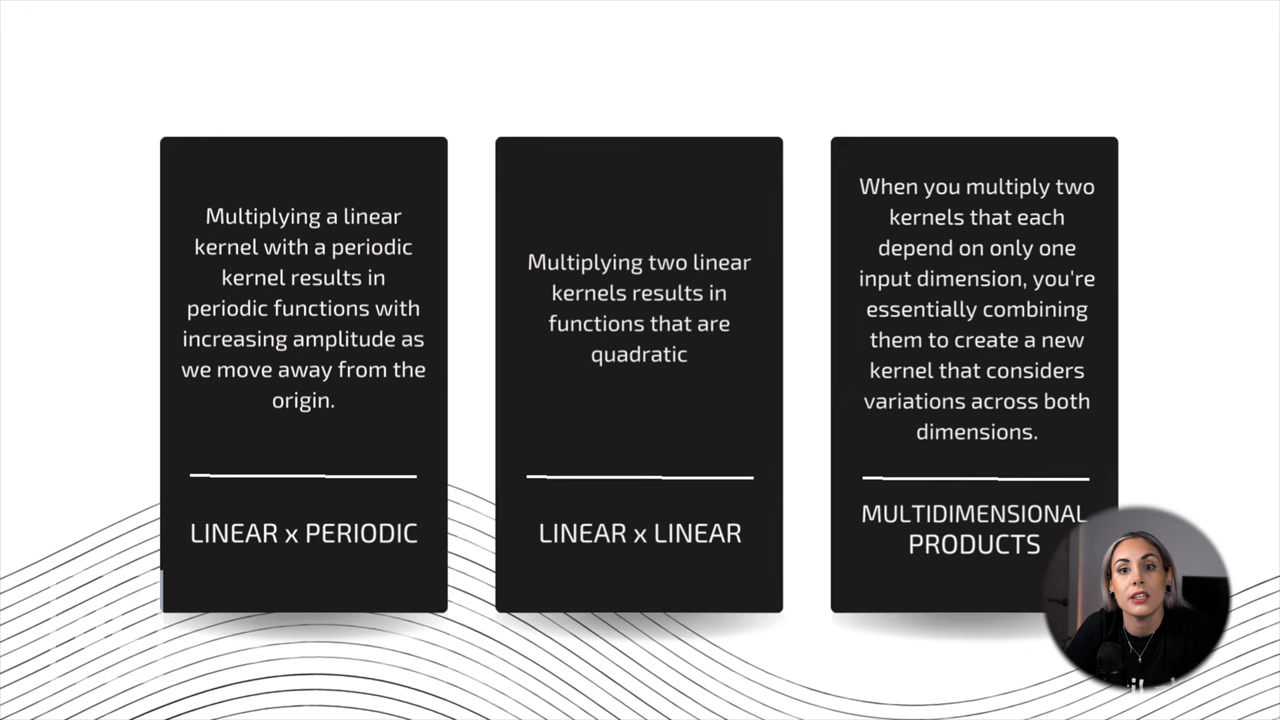 Multiplying a linear
kernel with a periodic
kernel results in
periodic functions with
increasing amplitude as
we move away from the
origin.
LINEAR x PERIODIC
Multiplying two linear
kernels results in
functions that are
quadratic
LINEAR x LINEAR
When you multiply two
kernels that each
depend on only one
input dimension, you're
essentially combining
them to create a new
kernel that considers
variations across both
dimensions.
MULTIDIMENSIONAL
PRODUCTS